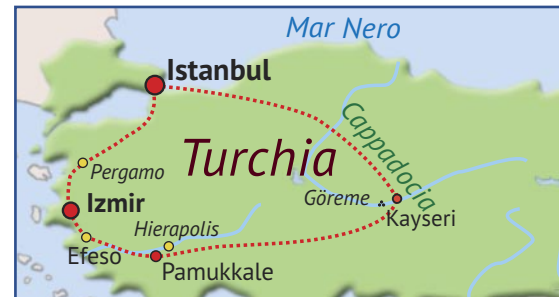 Mar Nero
Istanbul
Cappadocia
Turchia
Pergamo
Göreme
Izmir
Kayseri
Hierapolis
Efeso
Pamukkale